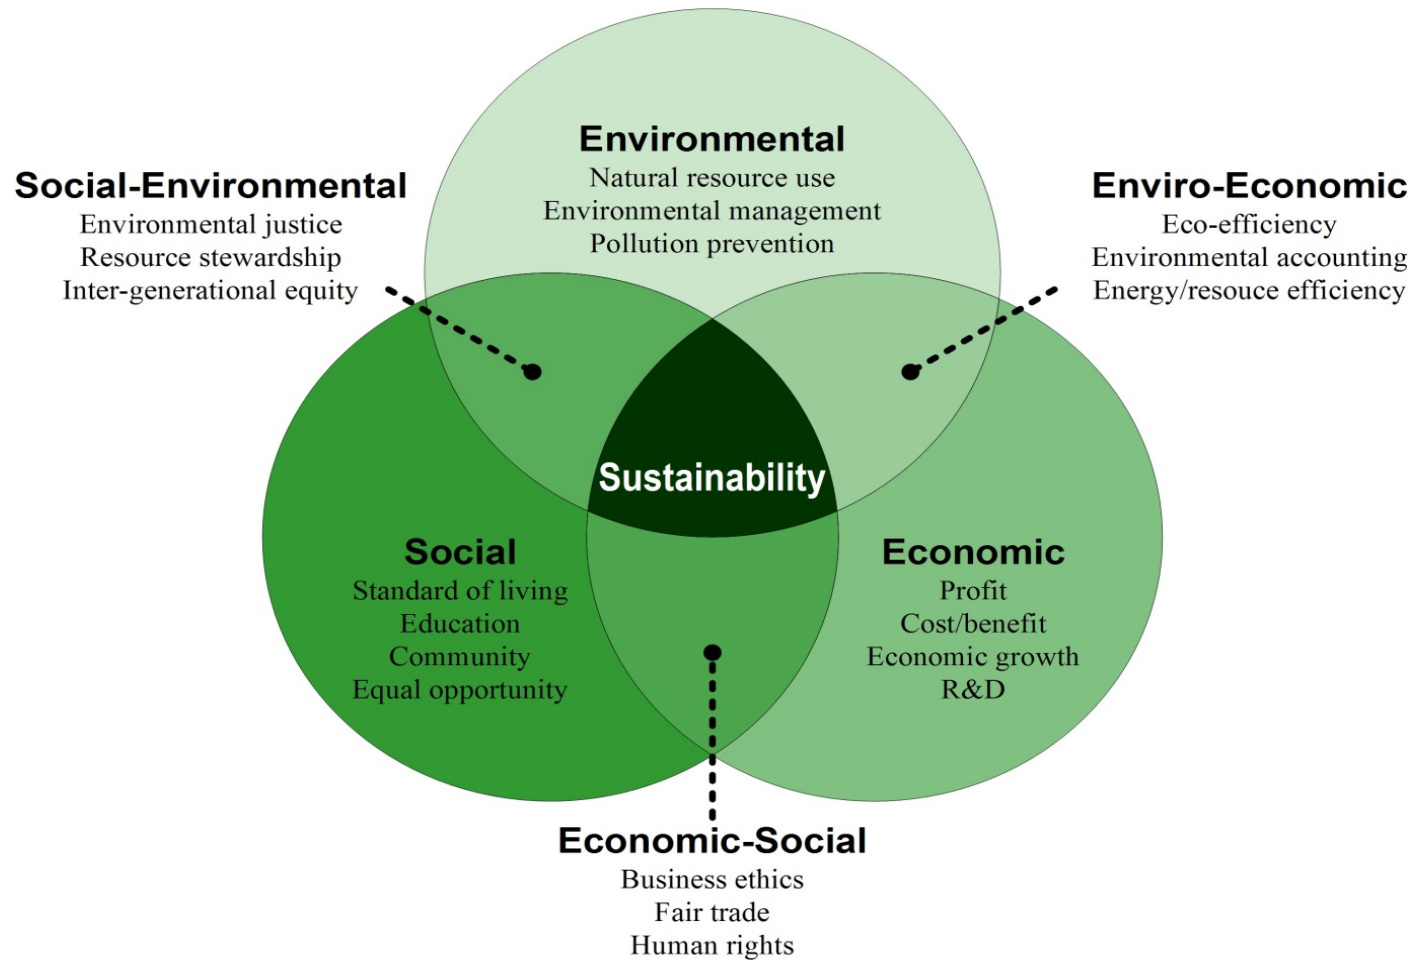 Environmental
Natural resource use
Environmental management
Pollution prevention
Social-Environmental
Environmental justice
Resource stewardship
Inter-generational equity
Enviro-Economic
Eco-efficiency
Environmental accounting
Energy/resouce efficiency
Sustainability
Social
Standard of living
Education
Community
Equal opportunity
Economic
Profit
Cost/benefit
Economic growth
R&D
Economic-Social
Business ethics
Fair trade
Human rights